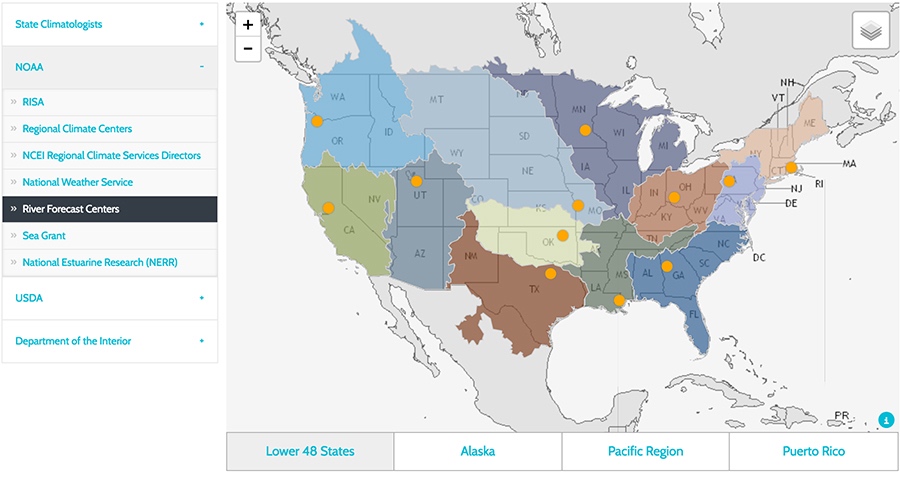 State Climatologists +
NOAA -
» RISA
» Regional Climate Centers
» NCEI Regional Climate Services Directors
» National Weather Service
» River Forecast Centers
» Sea Grant
» National Estuarine Research (NERR)
USDA +
Department of the Interior +
+
−
WA
MT
MN
NH
VT
ME
OR
ID
SD
WI
MI
NY
WY
IA
CT
MA
RI
NE
NV
UT
CO
KS
MO
IL
IN
OH
WV
VA
NJ
DE
CA
KY
DC
AZ
NM
OK
TN
NC
SC
TX
LA
MS
AL
GA
FL
PR
i
Lower 48 States
Alaska
Pacific Region
Puerto Rico